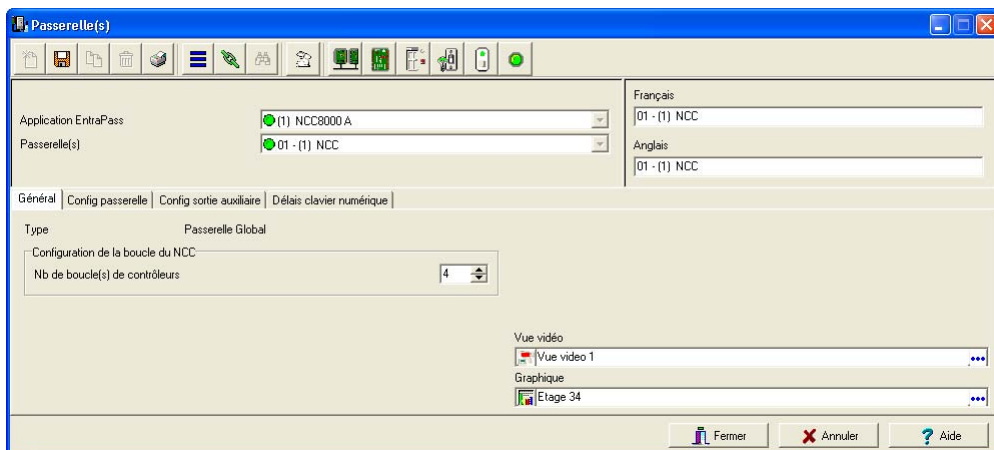 Passerelle(s)
Application EntraPass
(1) NCC8000 A
Passerelle(s)
01 - (1) NCC
Français
01 - (1) NCC
Anglais
01 - (1) NCC
Général
Config passerelle
Config sortie auxiliaire
Délais clavier numérique
Type
Passerelle Global
Configuration de la boucle du NCC
Nb de boucle(s) de contrôleurs
4
Vue vidéo
Vue video 1
Graphique
Etage 34
Fermer
Annuler
Aide